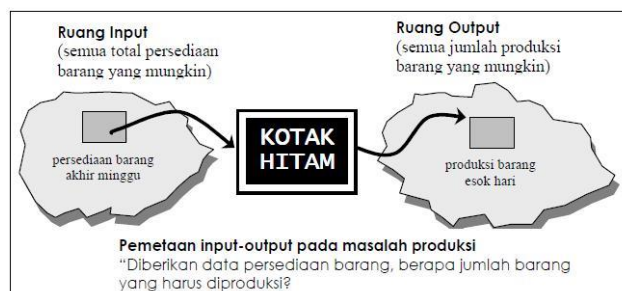 Ruang Input
(semua total persediaan
barang yang mungkin)
Ruang Output
(semua jumlah produksi
barang yang mungkin)
persediaan barang
akhir minggu
KOTAK
HITAM
produksi barang
esok hari
Pemetaan input-output pada masalah produksi
“Diberikan data persediaan barang, berapa jumlah barang
yang harus diproduksi?